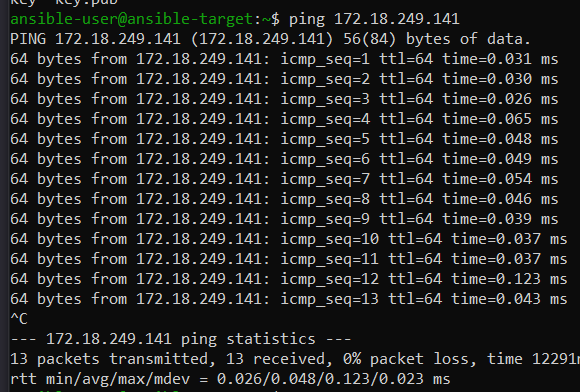 key key.pub
ansible-user@ansible-target:~$ ping 172.18.249.141
PING 172.18.249.141 (172.18.249.141) 56(84) bytes of data.
64 bytes from 172.18.249.141: icmp_seq=1 ttl=64 time=0.031 ms
64 bytes from 172.18.249.141: icmp_seq=2 ttl=64 time=0.030 ms
64 bytes from 172.18.249.141: icmp_seq=3 ttl=64 time=0.026 ms
64 bytes from 172.18.249.141: icmp_seq=4 ttl=64 time=0.065 ms
64 bytes from 172.18.249.141: icmp_seq=5 ttl=64 time=0.048 ms
64 bytes from 172.18.249.141: icmp_seq=6 ttl=64 time=0.049 ms
64 bytes from 172.18.249.141: icmp_seq=7 ttl=64 time=0.054 ms
64 bytes from 172.18.249.141: icmp_seq=8 ttl=64 time=0.046 ms
64 bytes from 172.18.249.141: icmp_seq=9 ttl=64 time=0.039 ms
64 bytes from 172.18.249.141: icmp_seq=10 ttl=64 time=0.037 ms
64 bytes from 172.18.249.141: icmp_seq=11 ttl=64 time=0.037 ms
64 bytes from 172.18.249.141: icmp_seq=12 ttl=64 time=0.123 ms
64 bytes from 172.18.249.141: icmp_seq=13 ttl=64 time=0.043 ms
^C
--- 172.18.249.141 ping statistics ---
13 packets transmitted, 13 received, 0% packet loss, time 12291
rtt min/avg/max/mdev = 0.026/0.048/0.123/0.023 ms